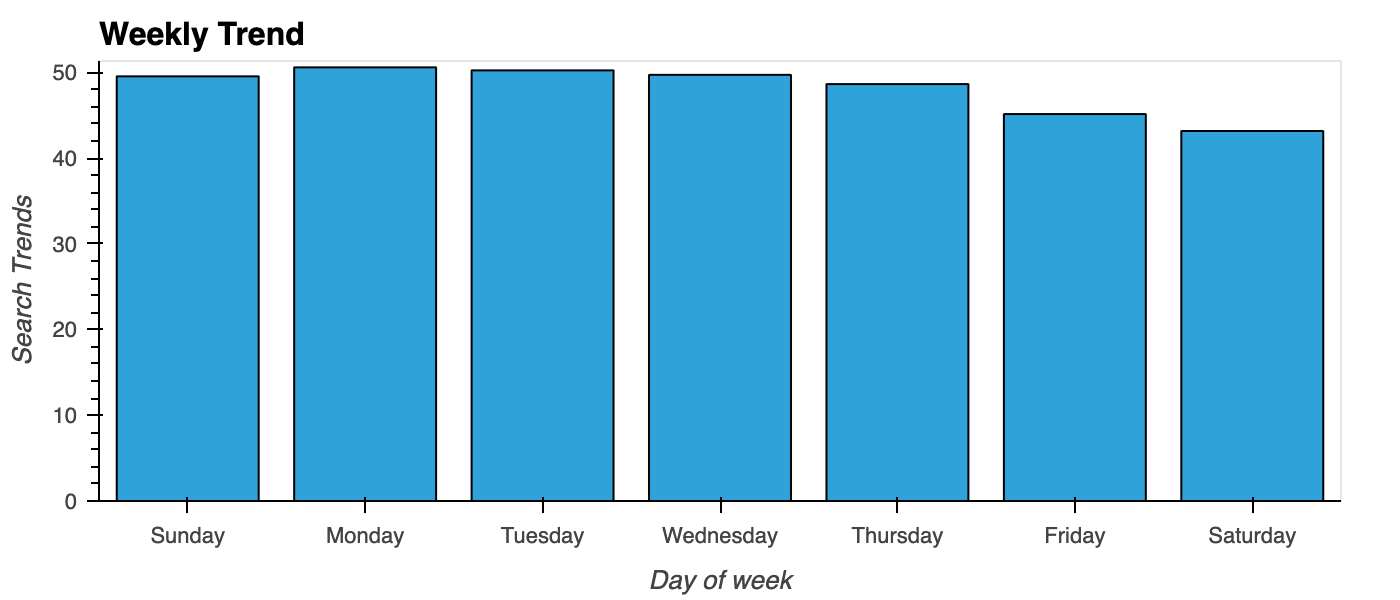 Weekly Trend
50
40
30
20
10
0
Search Trends
Sunday Monday Tuesday Wednesday Thursday Friday Saturday
Day of week